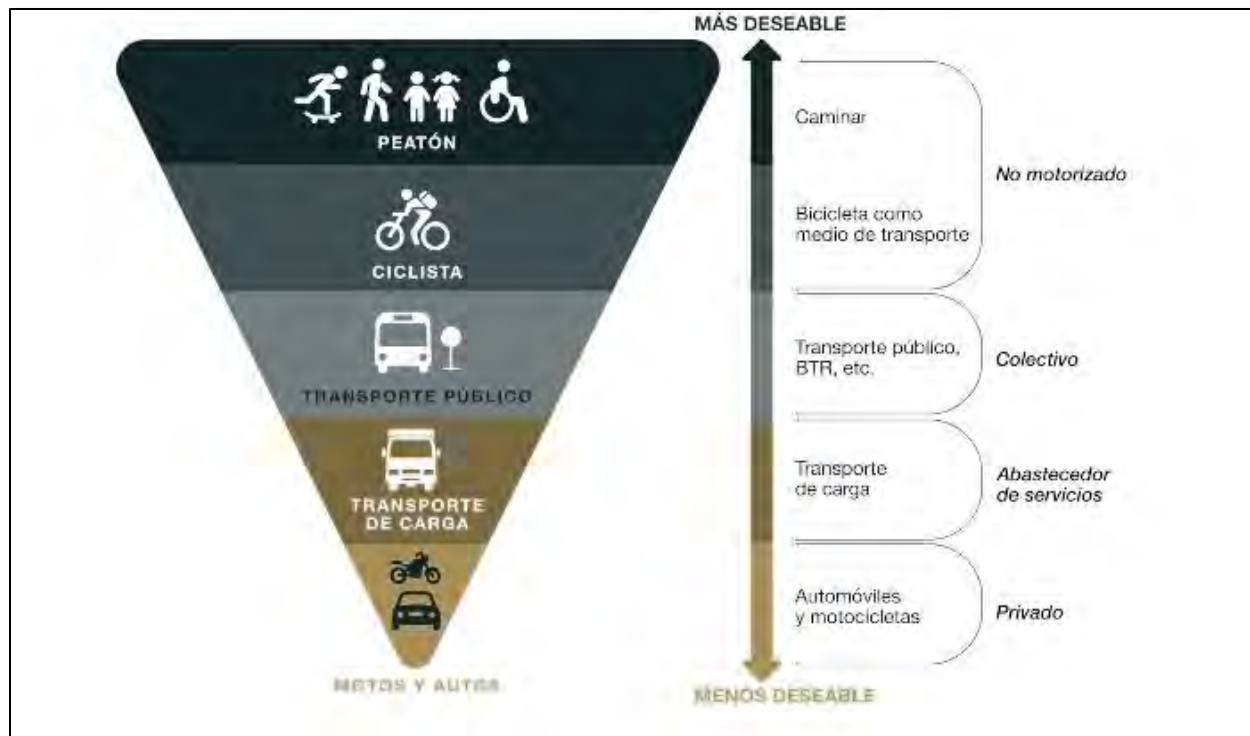 MÁS DESEABLE
PEATÓN
CICLISTA
TRANSPORTE PÚBLICO
TRANSPORTE
DE CARGA
MOTOS Y AUTOS
Caminar
Bicicleta como
medio de transporte
No motorizado
Transporte público,
BTR, etc.
Colectivo
Transporte
de carga
Abastecedor
de servicios
Automóviles
y motocicletas
Privado
MENOS DESEABLE